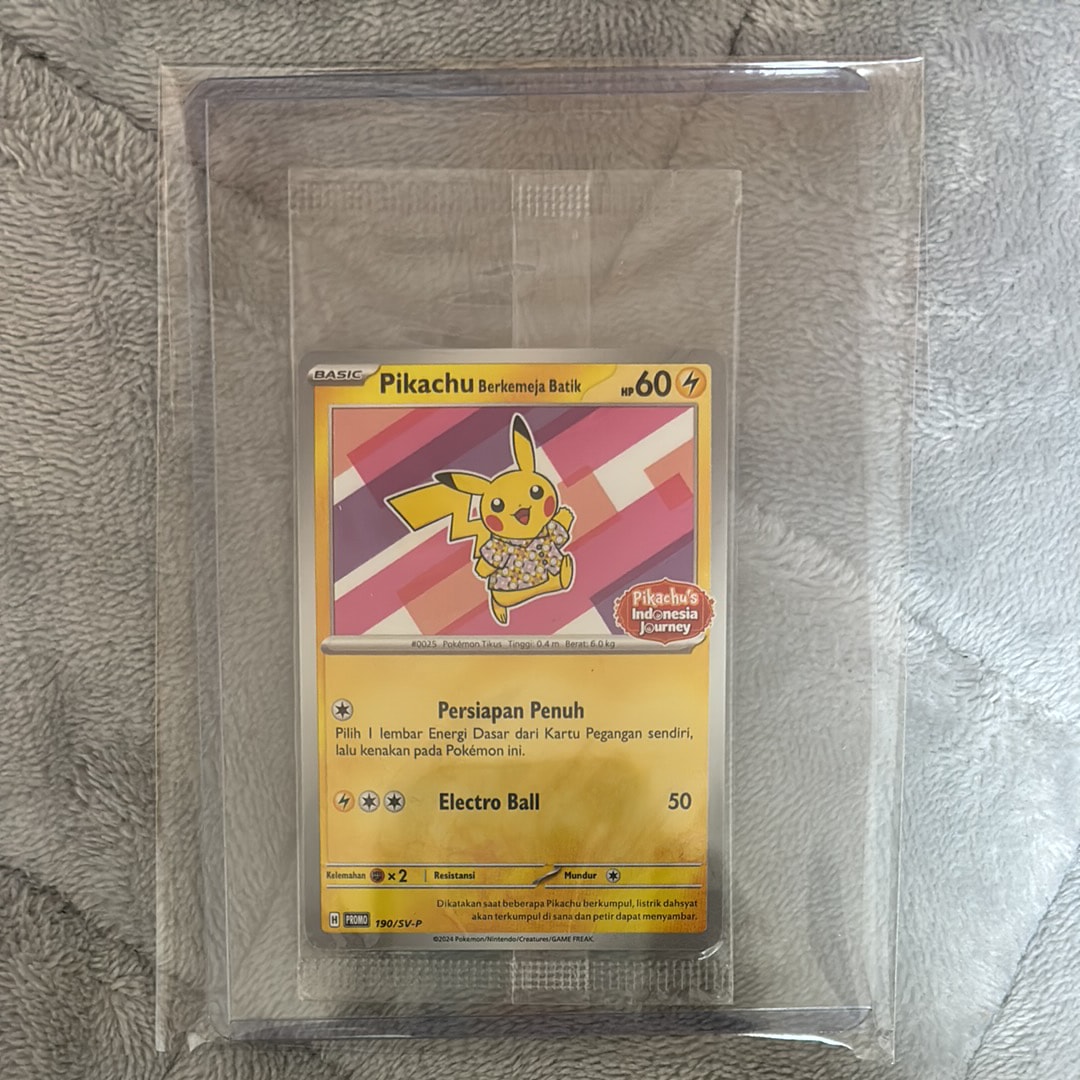 BASIC Pikachu Berkemeja Batik HP 60
Pikachu's
Indonesia
Journey
#0025 Pokémon Tikus Tinggi: 0.4 m Berat: 6.0 kg
Persiapan Penuh
Pilih 1 lembar Energi Dasar dari Kartu Pegangan sendiri,
lalu kenakan pada Pokémon ini.
Electro Ball 50
Kelemahan ×2 Resistansi Mundur
Dikatakan saat beberapa Pikachu berkumpul, listrik dahsyat
akan terkumpul di sana dan petir dapat menyambar.
H PROMO 190/SV-P
©2024 Pokémon/Nintendo/Creatures/GAME FREAK.